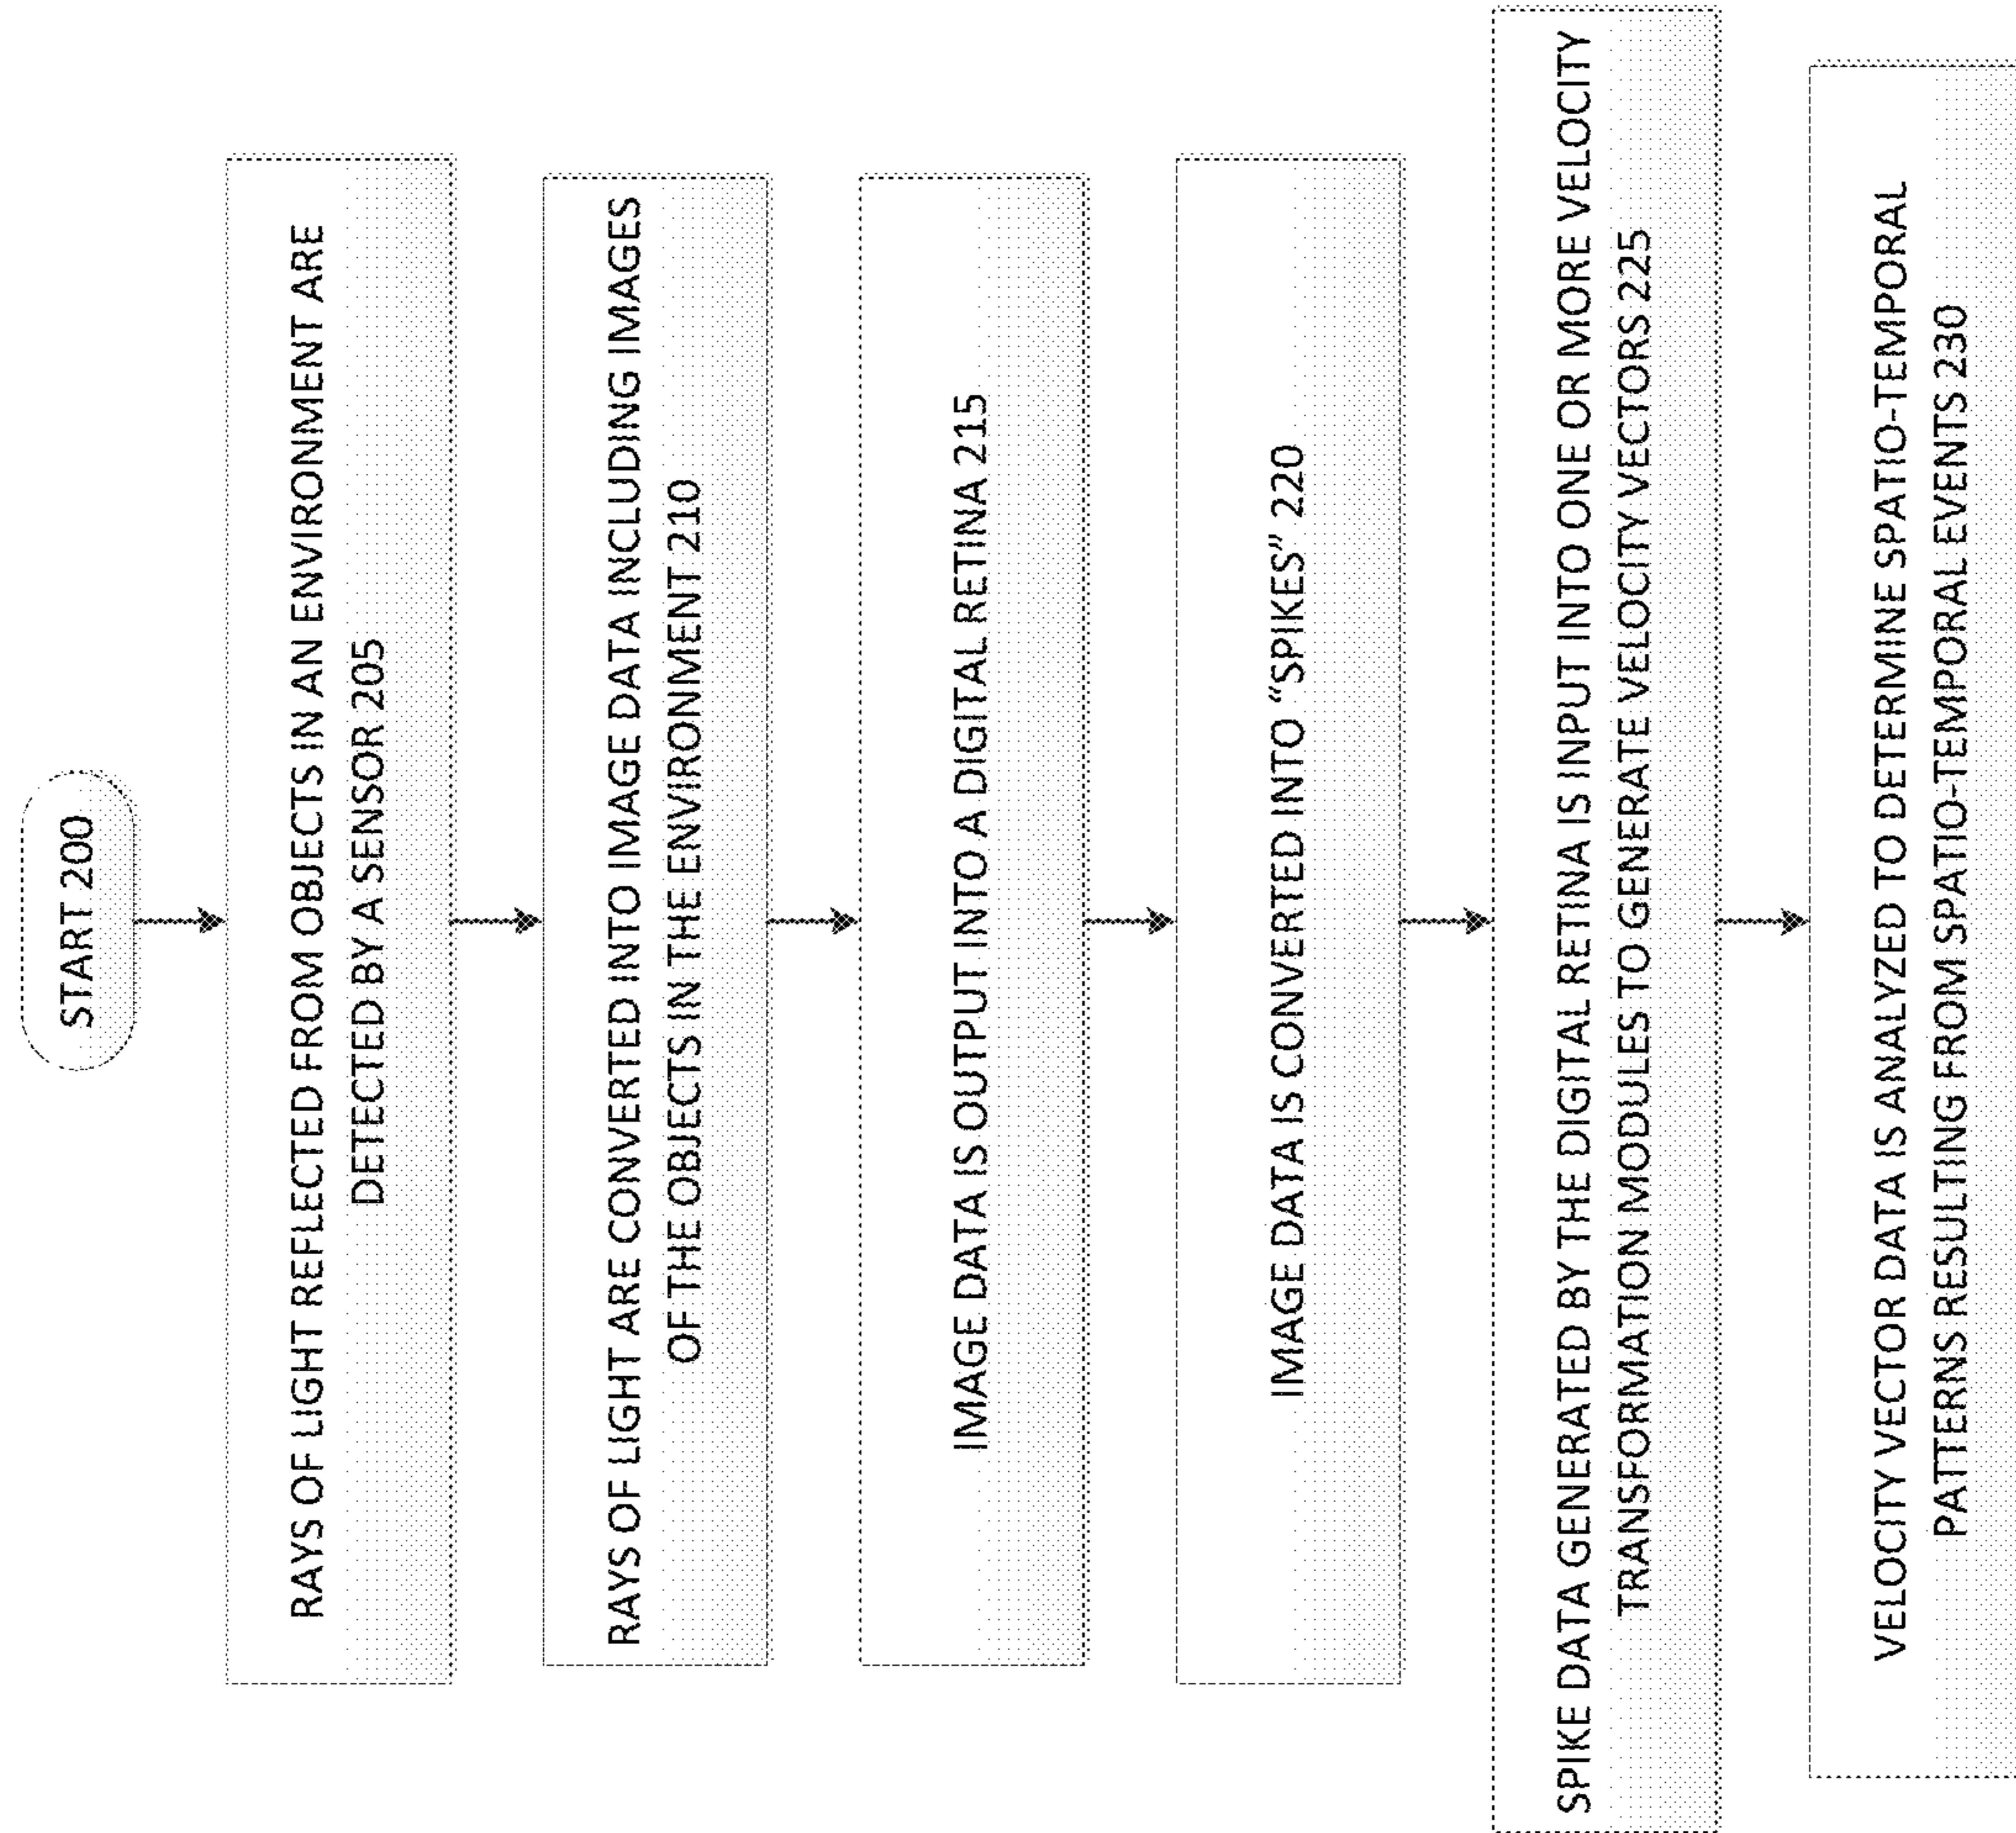 START 200
RAYS OF LIGHT REFLECTED FROM OBJECTS IN AN ENVIRONMENT ARE
DETECTED BY A SENSOR 205
RAYS OF LIGHT ARE CONVERTED INTO IMAGE DATA INCLUDING IMAGES
OF THE OBJECTS IN THE ENVIRONMENT 210
IMAGE DATA IS OUTPUT INTO A DIGITAL RETINA 215
IMAGE DATA IS CONVERTED INTO “SPIKES” 220
SPIKE DATA GENERATED BY THE DIGITAL RETINA IS INPUT INTO ONE OR MORE VELOCITY
TRANSFORMATION MODULES TO GENERATE VELOCITY VECTORS 225
VELOCITY VECTOR DATA IS ANALYZED TO DETERMINE SPATIO-TEMPORAL
PATTERNS RESULTING FROM SPATIO-TEMPORAL EVENTS 230